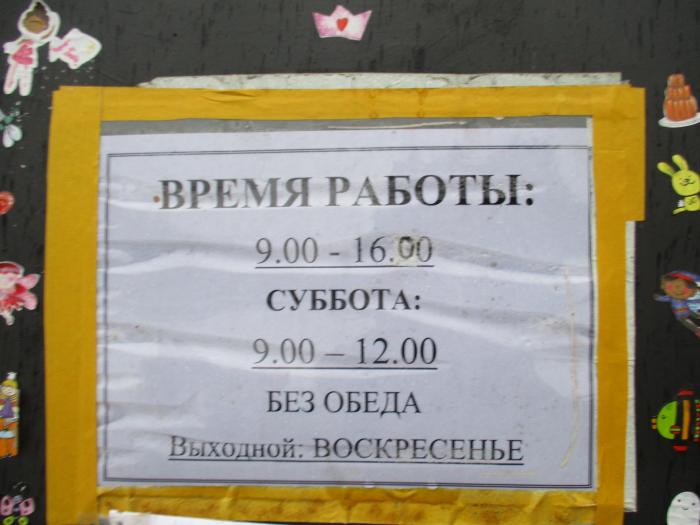 ВРЕМЯ РАБОТЫ:
9.00 - 16.00
СУББОТА:
9.00 – 12.00
БЕЗ ОБЕДА
Выходной: ВОСКРЕСЕНЬЕ